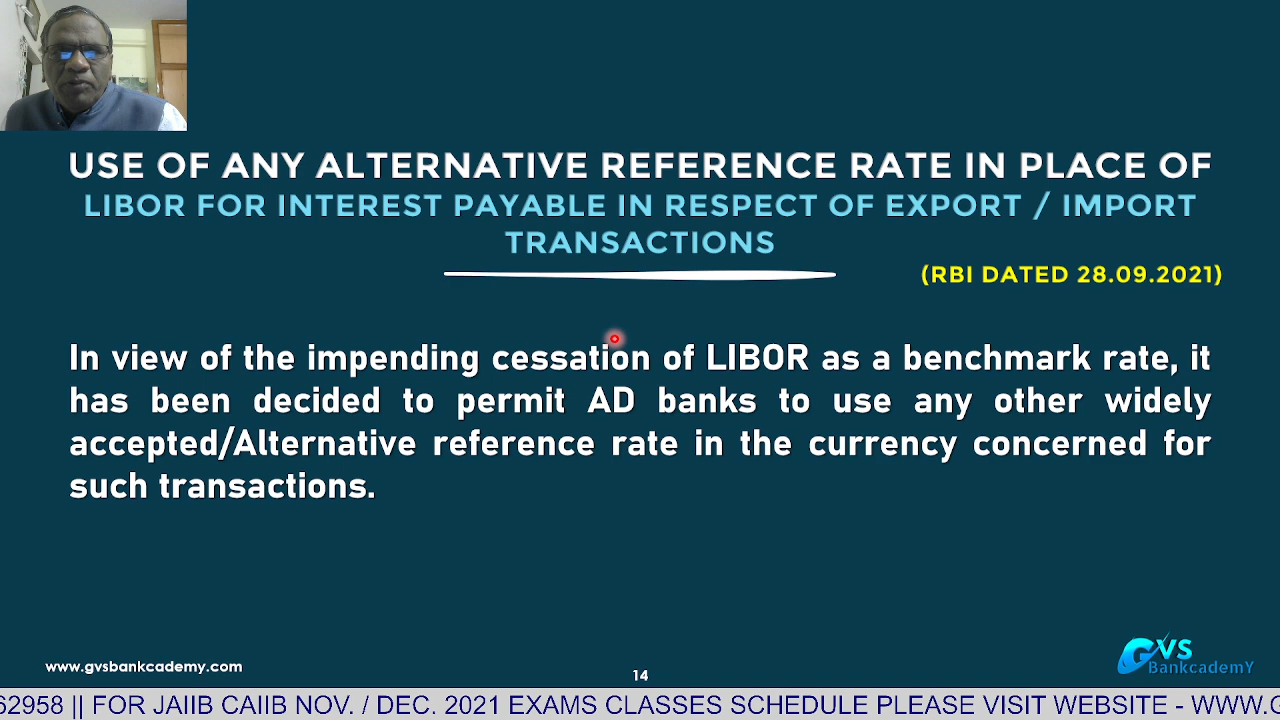 USE OF ANY ALTERNATIVE REFERENCE RATE IN PLACE OF
LIBOR FOR INTEREST PAYABLE IN RESPECT OF EXPORT / IMPORT
TRANSACTIONS
(RBI DATED 28.09.2021)
In view of the impending cessation of LIBOR as a benchmark rate, it
has been decided to permit AD banks to use any other widely
accepted/Alternative reference rate in the currency concerned for
such transactions.
www.gvsbankcademy.com
14
GVS
BankcademY
62958 || FOR JAIIB CAIIB NOV. / DEC. 2021 EXAMS CLASSES SCHEDULE PLEASE VISIT WEBSITE - WWW.G